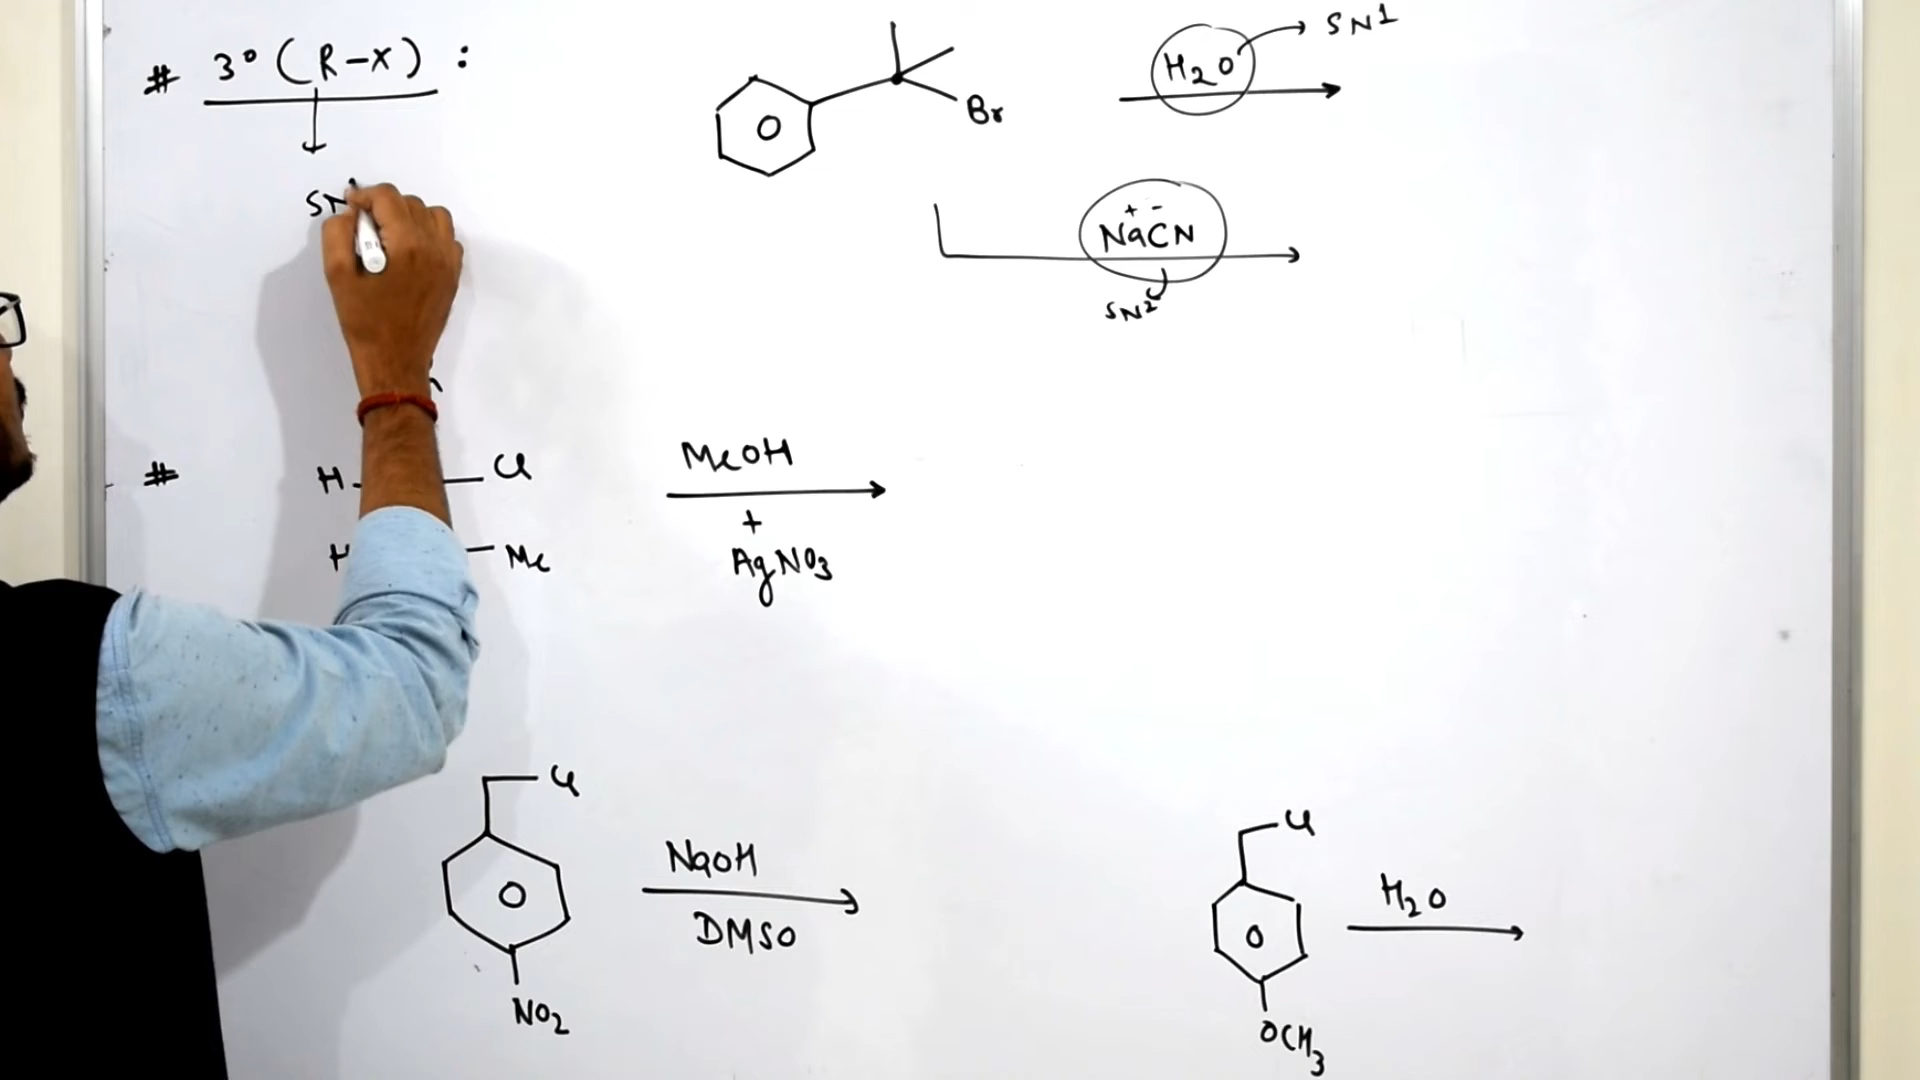 # 3° (R-X) :
SN
Br
H2O → SN1
+ -
NaCN
SN2
#
H
Cl
H
Me
MeOH
+
AgNO3
Cl
NO2
NaOH
DMSO
Cl
OCH3
H2O